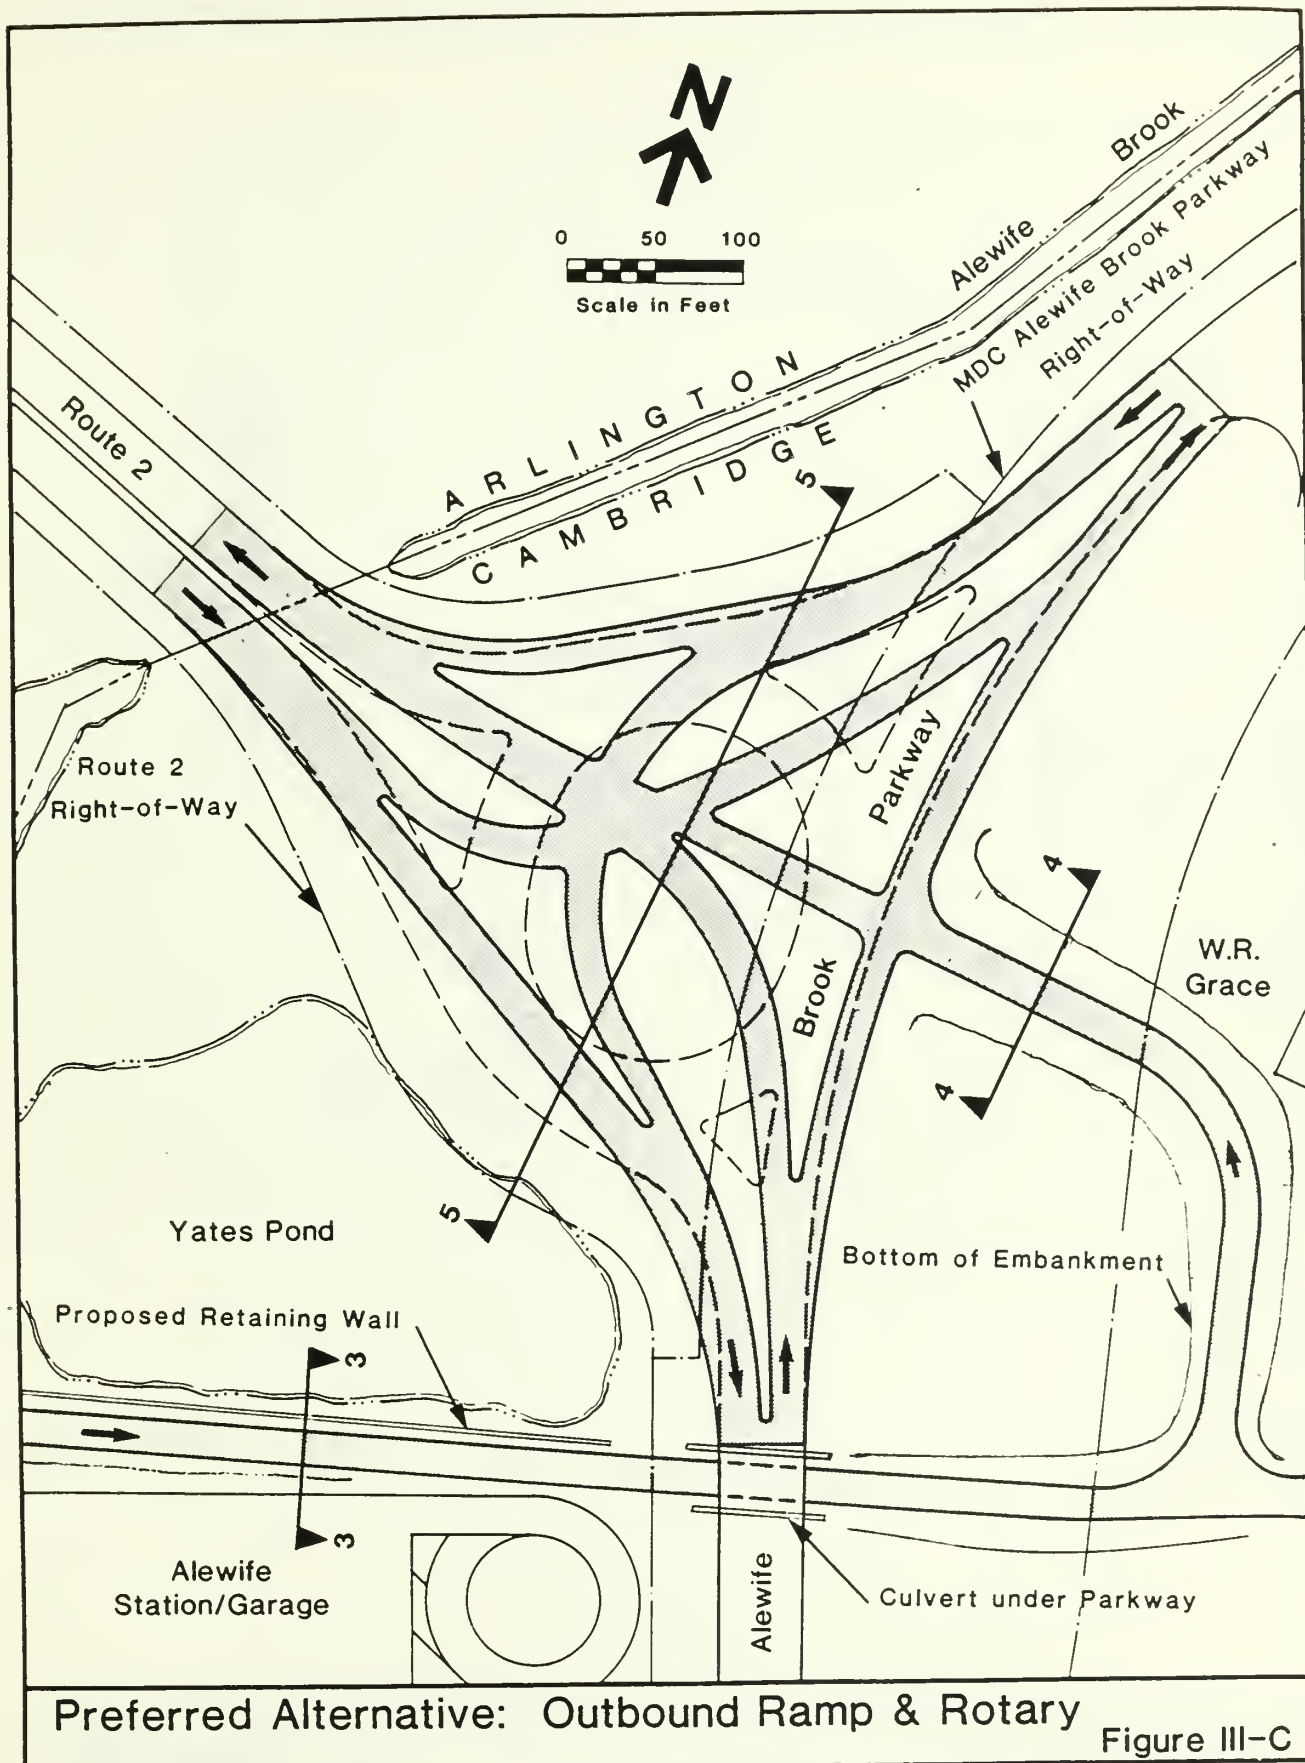 N
0 50 100
Scale in Feet
Alewife Brook
MDC Alewife Brook Parkway
Right-of-Way
ARLINGTON
CAMBRIDGE
Route 2
5
Route 2
Right-of-Way
Parkway
4
W.R.
Grace
Brook
4
5
Yates Pond
Bottom of Embankment
Proposed Retaining Wall
3
3
Alewife
Station/Garage
Alewife
Culvert under Parkway
Preferred Alternative: Outbound Ramp & Rotary
Figure III-C